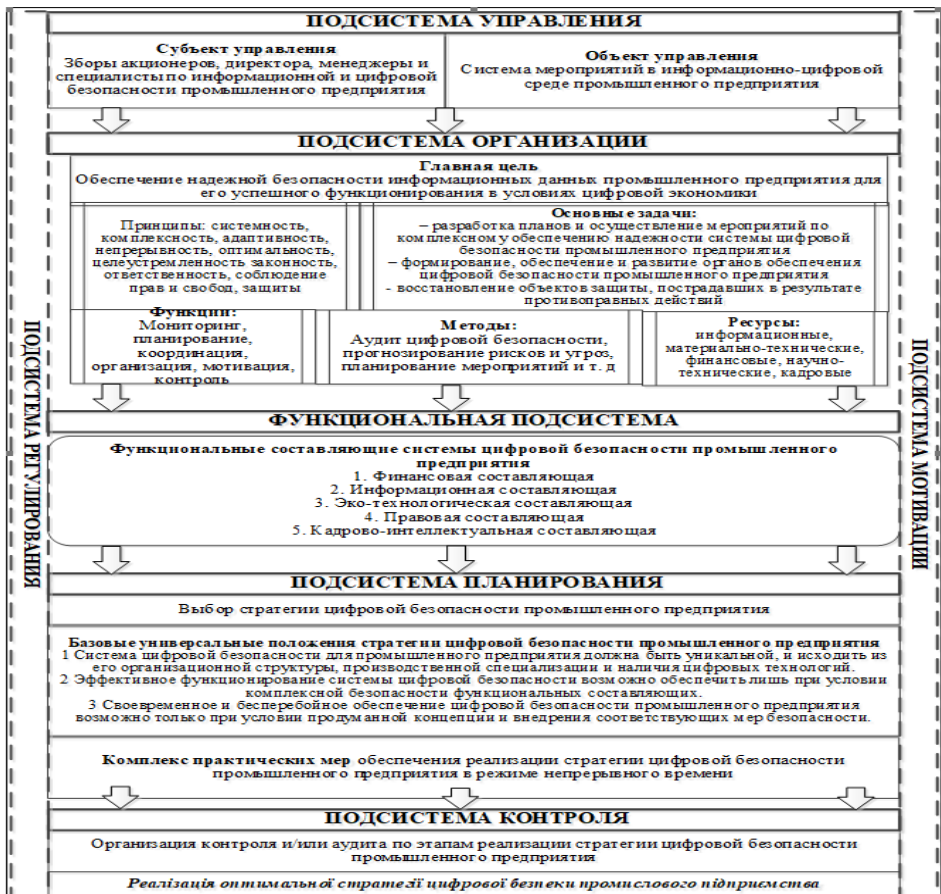 ПОДСИСТЕМА УПРАВЛЕНИЯ
Субъект управления
Зборы акционеров, директора, менеджеры и
специалисты по информационной и цифровой
безопасности промышленного предприятия
Объект управления
Система мероприятий в информационно-цифровой
среде промышленного предприятия
ПОДСИСТЕМА ОРГАНИЗАЦИИ
Главная цель
Обеспечение надежной безопасности информационных данных промышленного предприятия для
его успешного функционирования в условиях цифровой экономики
Принципы: системность,
комплексность, адаптивность,
непрерывность, оптимальность,
целеустремленность законность,
ответственность, соблюдение
прав и свобод, защиты
Основные задачи:
– разработка планов и осуществление мероприятий по
комплексному обеспечению надежности системы цифровой
безопасности промышленного предприятия
– формирование, обеспечение и развитие органов обеспечения
цифровой безопасности промышленного предприятия
- восстановление объектов защиты, пострадавших в результате
противоправных действий
Функции:
Мониторинг,
планирование,
координация,
организация, мотивация,
контроль
Методы:
Аудит цифровой безопасности,
прогнозирование рисков и угроз,
планирование мероприятий и т. д
Ресурсы:
информационные,
материально-технические,
финансовые, научно-
технические, кадровые
ФУНКЦИОНАЛЬНАЯ ПОДСИСТЕМА
Функциональные составляющие системы цифровой безопасности промышленного
предприятия
1. Финансовая составляющая
2. Информационная составляющая
3. Эко-технологическая составляющая
4. Правовая составляющая
5. Кадрово-интеллектуальная составляющая
ПОДСИСТЕМА ПЛАНИРОВАНИЯ
Выбор стратегии цифровой безопасности промышленного предприятия
Базовые универсальные положения стратегии цифровой безопасности промышленного предприятия
1 Система цифровой безопасности для промышленного предприятия должна быть уникальной, и исходить из
его организационной структуры, производственной специализации и наличия цифровых технологий.
2 Эффективное функционирование системы цифровой безопасности возможно обеспечить лишь при условии
комплексной безопасности функциональных составляющих.
3 Своевременное и бесперебойное обеспечение цифровой безопасности промышленного предприятия
возможно только при условии продуманной концепции и внедрения соответствующих мер безопасности.
Комплекс практических мер обеспечения реализации стратегии цифровой безопасности
промышленного предприятия в режиме непрерывного времени
ПОДСИСТЕМА КОНТРОЛЯ
Организация контроля и/или аудита по этапам реализации стратегии цифровой безопасности
промышленного предприятия
Реалізація оптимальної стратегії цифрової безпеки промислового підприємства
ПОДСИСТЕМА РЕГУЛИРОВАНИЯ
ПОДСИСТЕМА МОТИВАЦИИ